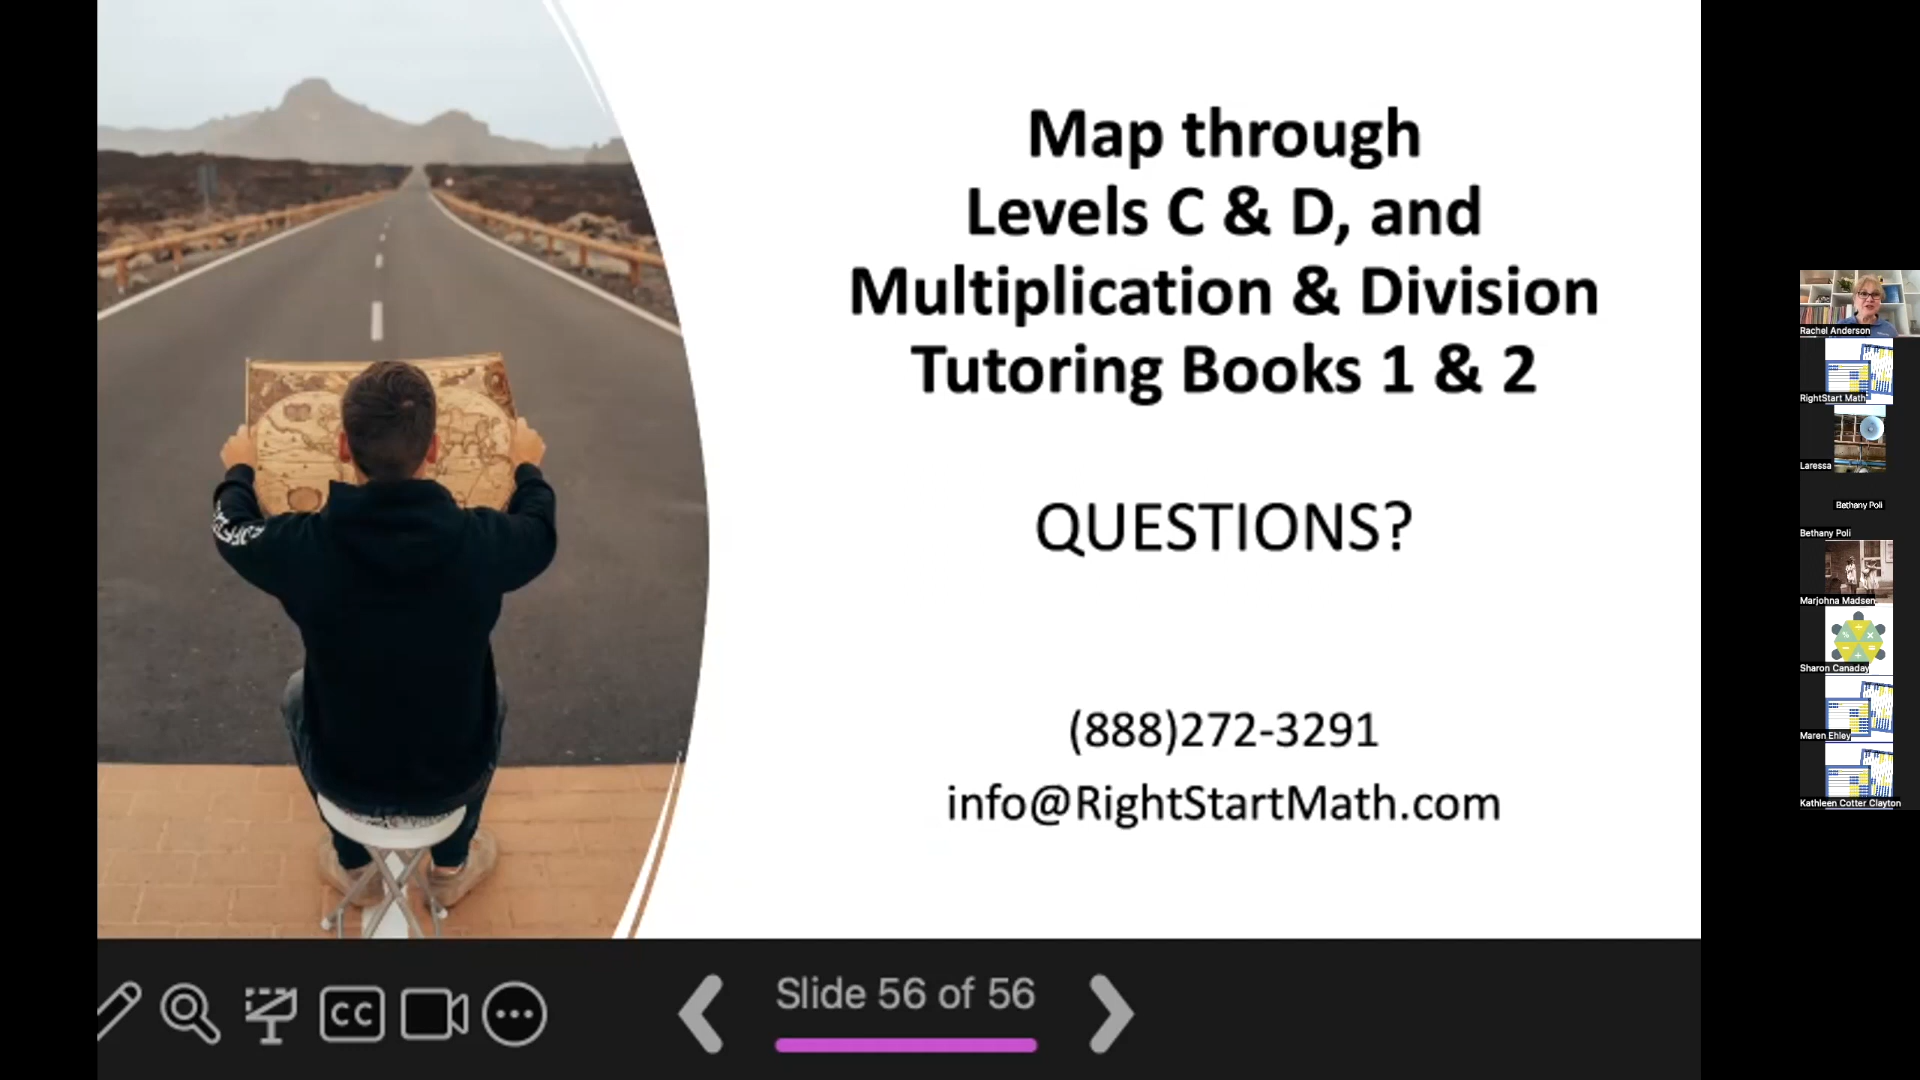 Map through
Levels C & D, and
Multiplication & Division
Tutoring Books 1 & 2
QUESTIONS?
(888)272-3291
info@RightStartMath.com
CC
Slide 56 of 56
Rachel Anderson
RightStart Math
Laressa
Bethany Poli
Bethany Poli
Marjohna Madsen
Sharon Canaday
Maren Ehley
Kathleen Cotter Clayton